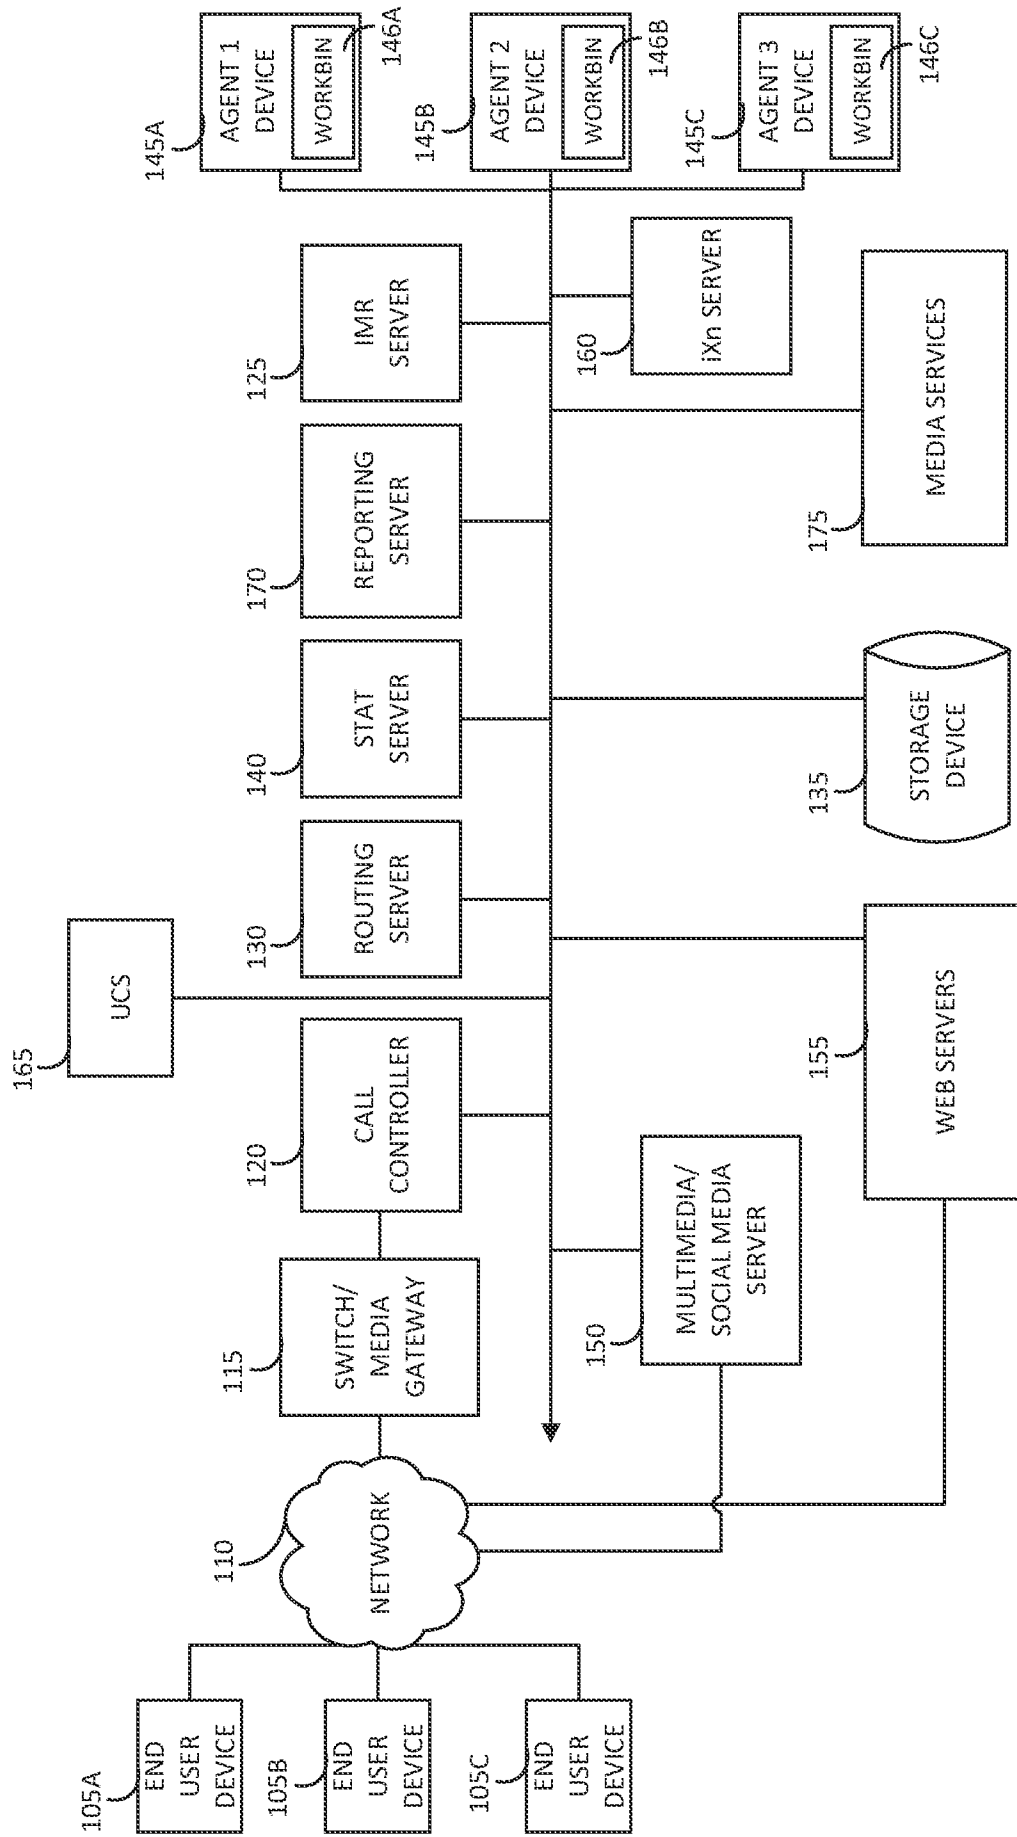 165
UCS
115
SWITCH/
MEDIA
GATEWAY
120
CALL
CONTROLLER
130
ROUTING
SERVER
140
STAT
SERVER
170
REPORTING
SERVER
125
IMR
SERVER
145A
AGENT 1
DEVICE
WORKBIN
146A
145B
AGENT 2
DEVICE
WORKBIN
146B
145C
AGENT 3
DEVICE
WORKBIN
146C
105A
END
USER
DEVICE
105B
END
USER
DEVICE
105C
END
USER
DEVICE
110
NETWORK
150
MULTIMEDIA/
SOCIAL MEDIA
SERVER
160
iXn SERVER
155
WEB SERVERS
135
STORAGE
DEVICE
175
MEDIA SERVICES